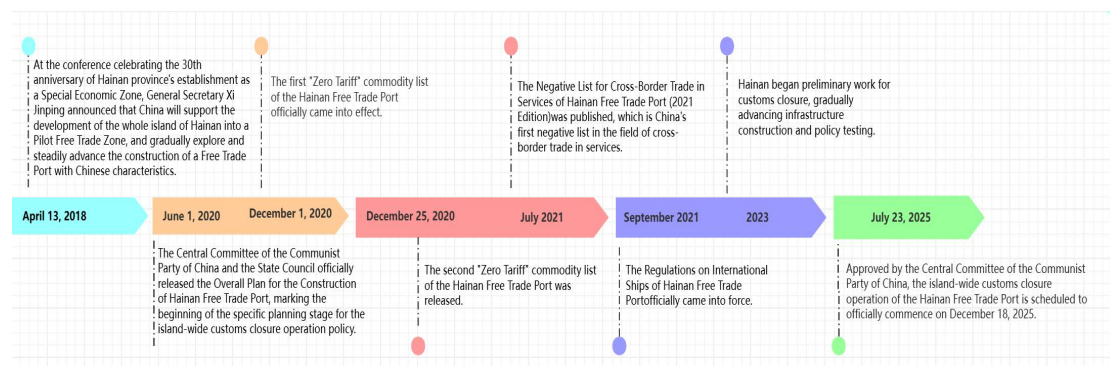 At the conference celebrating the 30th
anniversary of Hainan province's establishment as
a Special Economic Zone, General Secretary Xi
Jinping announced that China will support the
development of the whole island of Hainan into a
Pilot Free Trade Zone, and gradually explore and
steadily advance the construction of a Free Trade
Port with Chinese characteristics.
The first "Zero Tariff" commodity list
of the Hainan Free Trade Port
officially came into effect.
The Negative List for Cross-Border Trade in
Services of Hainan Free Trade Port (2021
Edition)was published, which is China's
first negative list in the field of cross-
border trade in services.
Hainan began preliminary work for
customs closure, gradually
advancing infrastructure
construction and policy testing.
April 13, 2018
June 1, 2020
December 1, 2020
December 25, 2020
July 2021
September 2021
2023
July 23, 2025
The Central Committee of the Communist
Party of China and the State Council officially
released the Overall Plan for the Construction
of Hainan Free Trade Port, marking the
beginning of the specific planning stage for the
island-wide customs closure operation policy.
The second "Zero Tariff" commodity list
of the Hainan Free Trade Port was
released.
The Regulations on International
Ships of Hainan Free Trade
Portofficially came into force.
Approved by the Central Committee of the Communist
Party of China, the island-wide customs closure
operation of the Hainan Free Trade Port is scheduled to
officially commence on December 18, 2025.